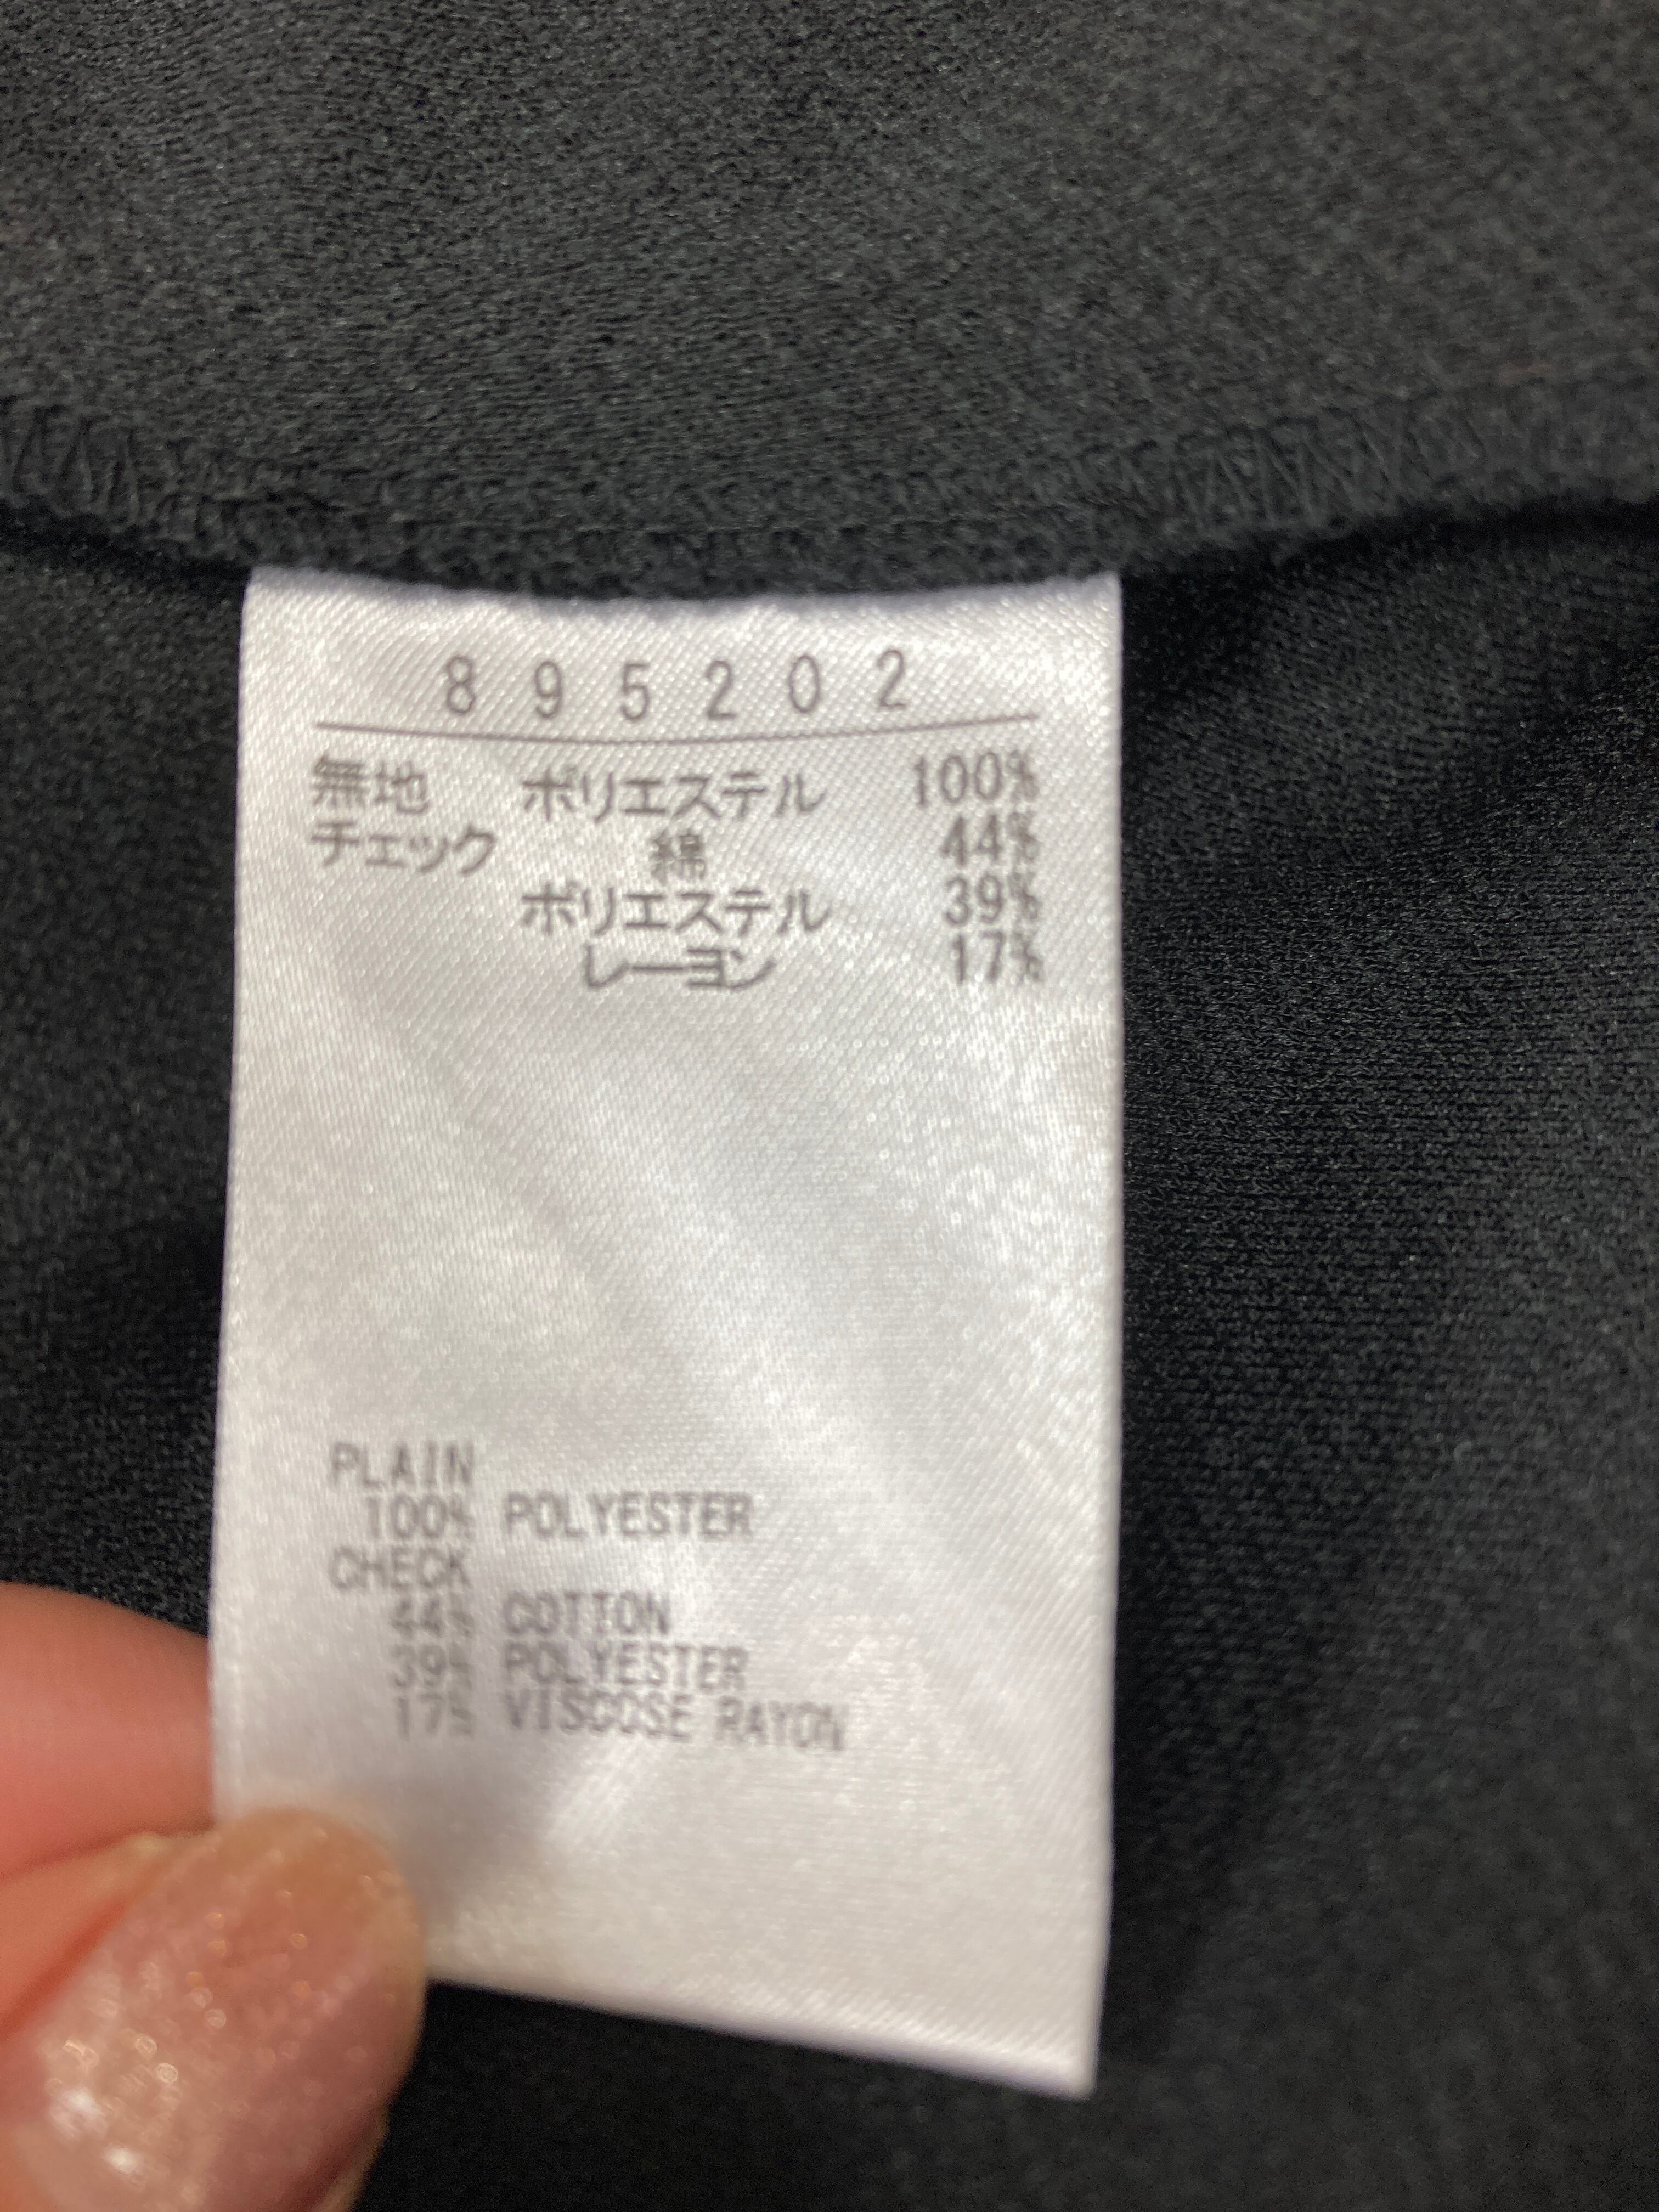 895202
無地 ポリエステル 100%
チェック 綿 44%
ポリエステル 39%
レーヨン 17%
PLAIN
100% POLYESTER
CHECK
44% COTTON
39% POLYESTER
17% VISCOSE RAYON